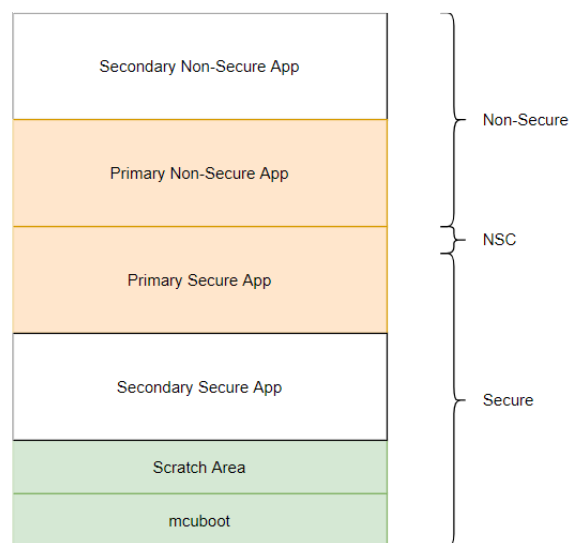 Secondary Non-Secure App
Non-Secure
Primary Non-Secure App
NSC
Primary Secure App
Secondary Secure App
Secure
Scratch Area
mcuboot